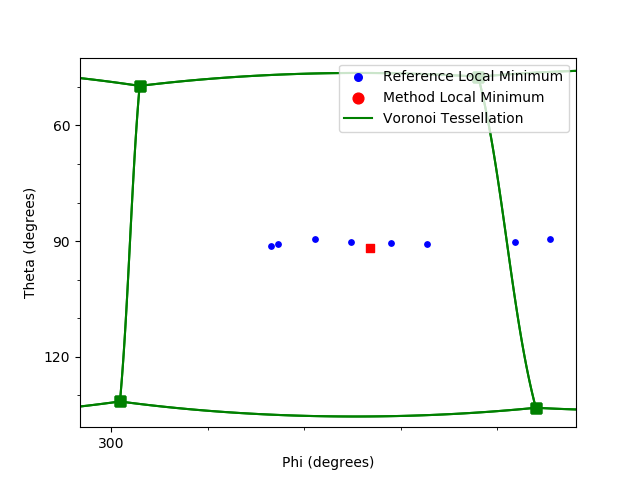 Reference Local Minimum
Method Local Minimum
Voronoi Tessellation
60
90
120
Theta (degrees)
300
Phi (degrees)